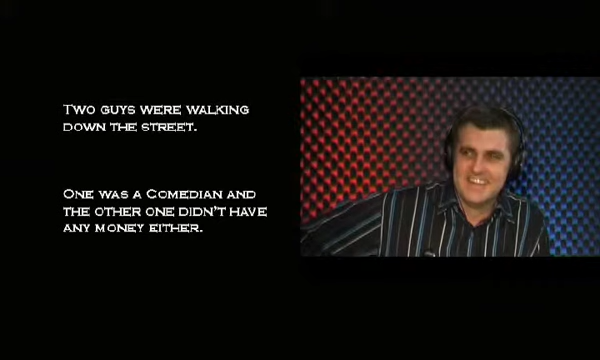 Two guys were walking
down the street.
One was a Comedian and
the other one didn't have
any money either.